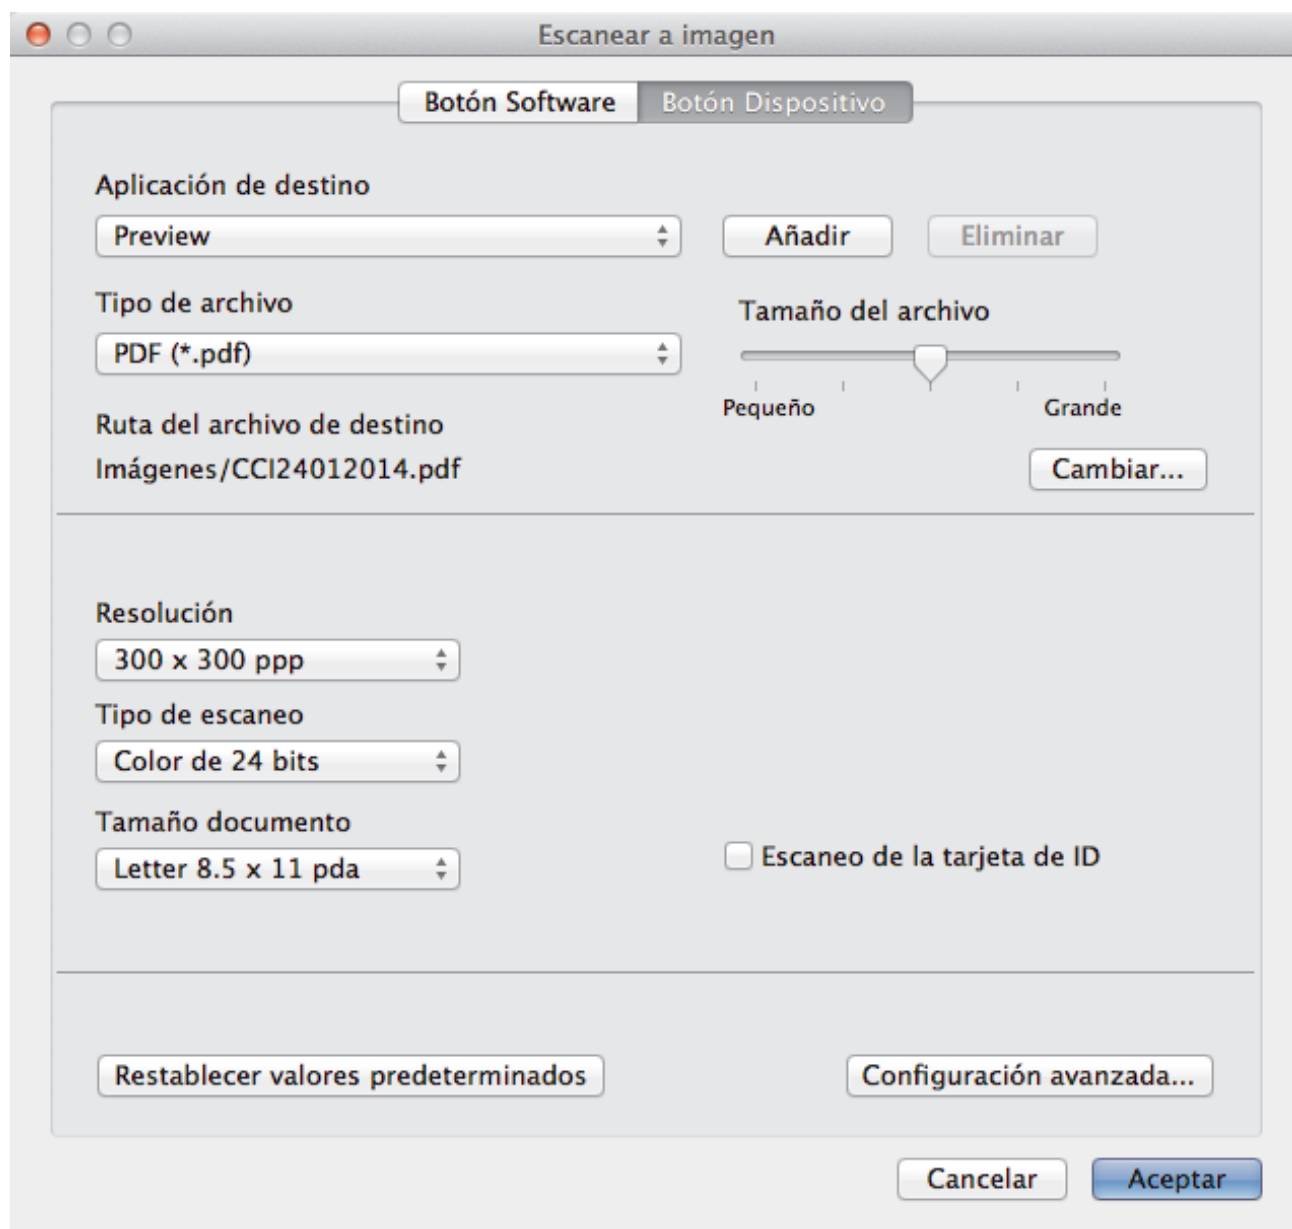 Escanear a imagen
Botón Software Botón Dispositivo
Aplicación de destino
Preview Añadir Eliminar
Tipo de archivo Tamaño del archivo
PDF (*.pdf)
Pequeño Grande
Ruta del archivo de destino
Imágenes/CCI24012014.pdf Cambiar...
Resolución
300 x 300 ppp
Tipo de escaneo
Color de 24 bits
Tamaño documento
Letter 8.5 x 11 pda Escaneo de la tarjeta de ID
Restablecer valores predeterminados Configuración avanzada...
Cancelar Aceptar